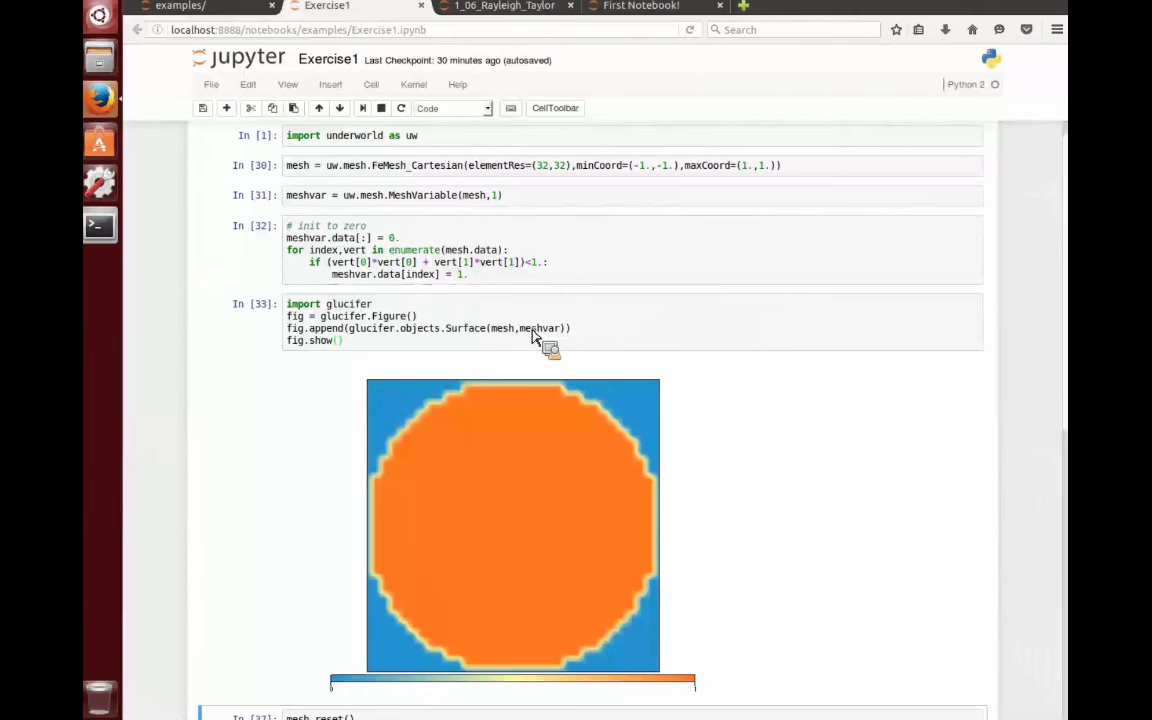 examples/ × Exercise1 × 1_06_Rayleigh_Taylor × First Notebook! ×
localhost:8888/notebooks/examples/Exercise1.ipynb Search
jupyter Exercise1 Last Checkpoint: 30 minutes ago (autosaved)
File Edit View Insert Cell Kernel Help Python 2
Code CellToolbar
In [1]: import underworld as uw
In [30]: mesh = uw.mesh.FeMesh_Cartesian(elementRes=(32,32),minCoord=(-1.,-1.),maxCoord=(1.,1.))
In [31]: meshvar = uw.mesh.MeshVariable(mesh,1)
In [32]: # init to zero
meshvar.data[:] = 0.
for index,vert in enumerate(mesh.data):
if (vert[0]*vert[0] + vert[1]*vert[1])<1.:
meshvar.data[index] = 1.
In [33]: import glucifer
fig = glucifer.Figure()
fig.append(glucifer.objects.Surface(mesh,meshvar))
fig.show()
0 1
In [37]: mesh.reset()